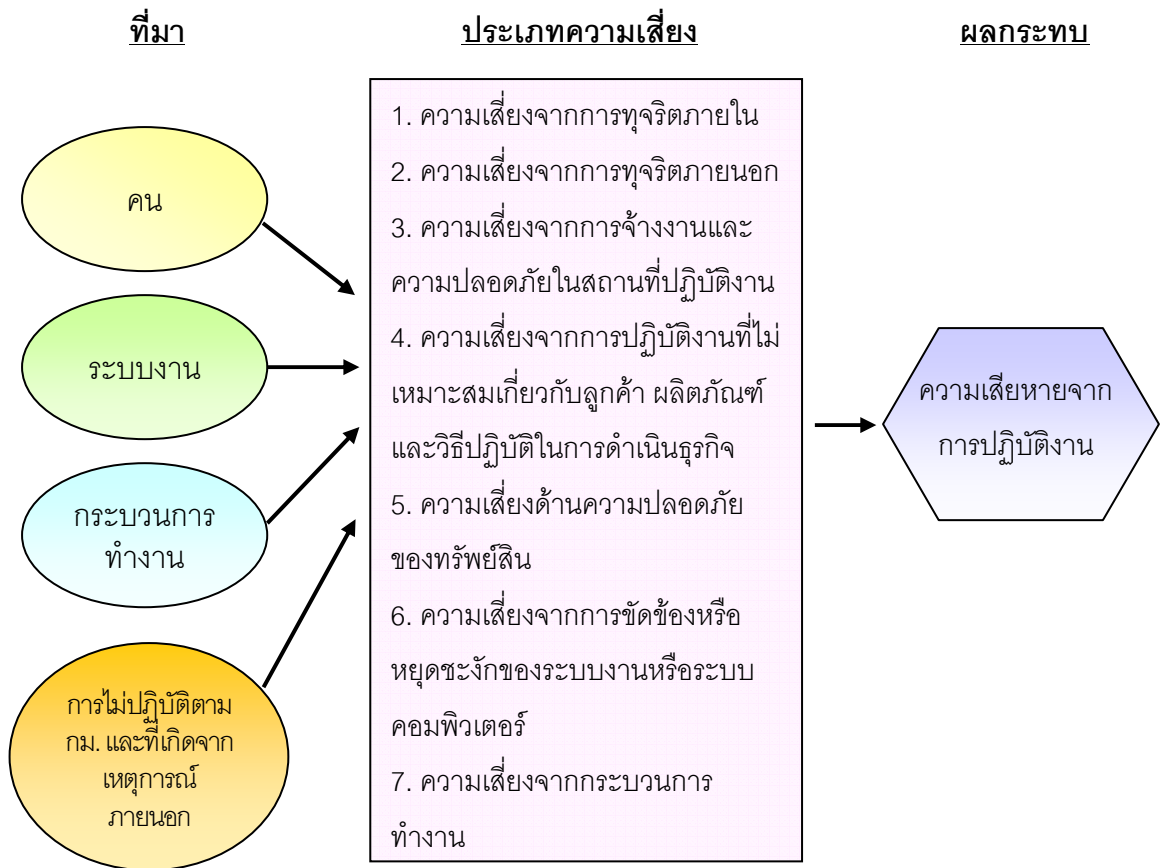 ที่มา
ประเภทความเสี่ยง
ผลกระทบ
คน
ระบบงาน
กระบวนการ
ทำงาน
การไม่ปฏิบัติตาม
กม. และที่เกิดจาก
เหตุการณ์
ภายนอก
1. ความเสี่ยงจากการทุจริตภายใน
2. ความเสี่ยงจากการทุจริตภายนอก
3. ความเสี่ยงจากการจ้างงานและ
ความปลอดภัยในสถานที่ปฏิบัติงาน
4. ความเสี่ยงจากการปฏิบัติงานที่ไม่
เหมาะสมเกี่ยวกับลูกค้า ผลิตภัณฑ์
และวิธีปฏิบัติในการดำเนินธุรกิจ
5. ความเสี่ยงด้านความปลอดภัย
ของทรัพย์สิน
6. ความเสี่ยงจากการขัดข้องหรือ
หยุดชะงักของระบบงานหรือระบบ
คอมพิวเตอร์
7. ความเสี่ยงจากกระบวนการ
ทำงาน
ความเสียหายจาก
การปฏิบัติงาน